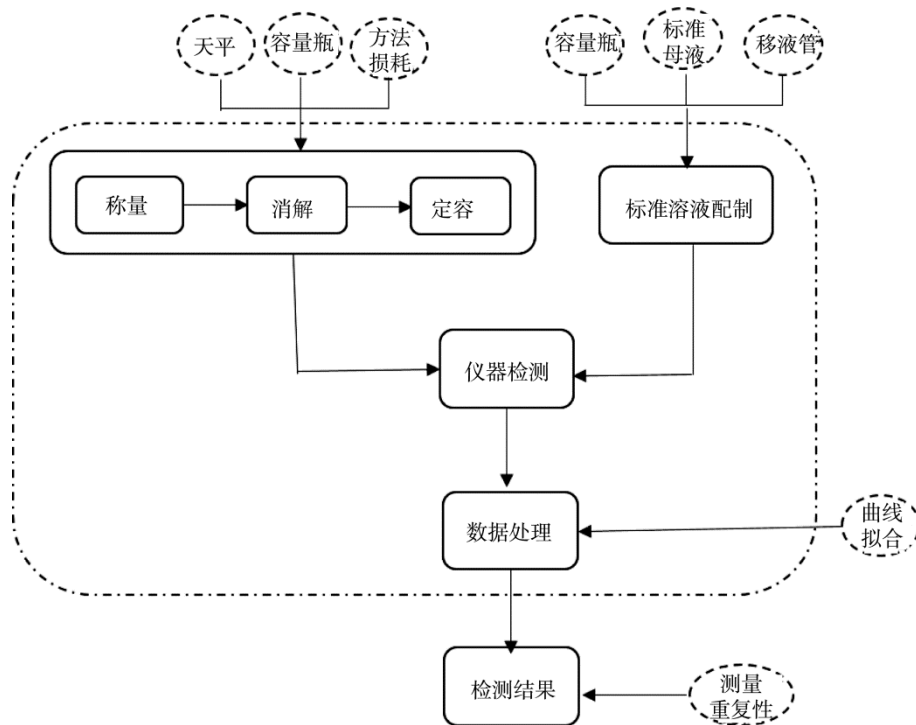 天平
容量瓶
方法
损耗
容量瓶
标准
母液
移液管
称量
消解
定容
标准溶液配制
仪器检测
数据处理
曲线
拟合
检测结果
测量
重复性